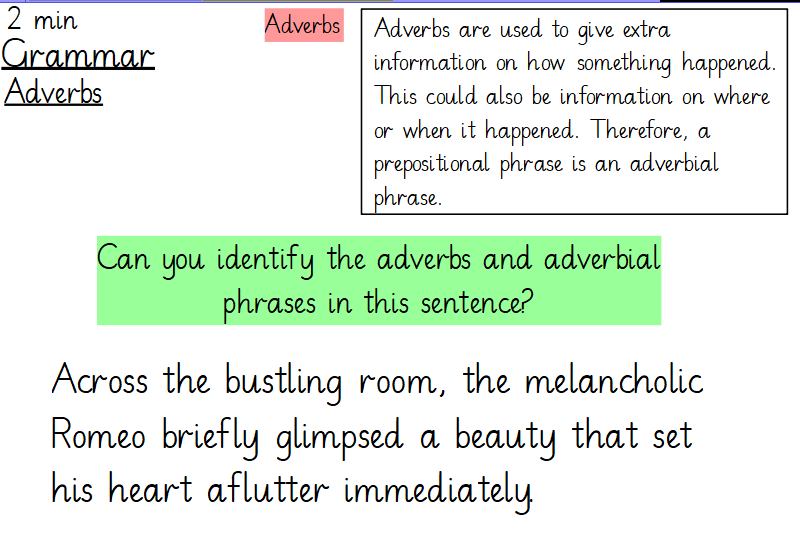 2 min
Grammar
Adverbs
Adverbs
Adverbs are used to give extra
information on how something happened.
This could also be information on where
or when it happened. Therefore, a
prepositional phrase is an adverbial
phrase.
Can you identify the adverbs and adverbial
phrases in this sentence?
Across the bustling room, the melancholic
Romeo briefly glimpsed a beauty that set
his heart aflutter immediately.